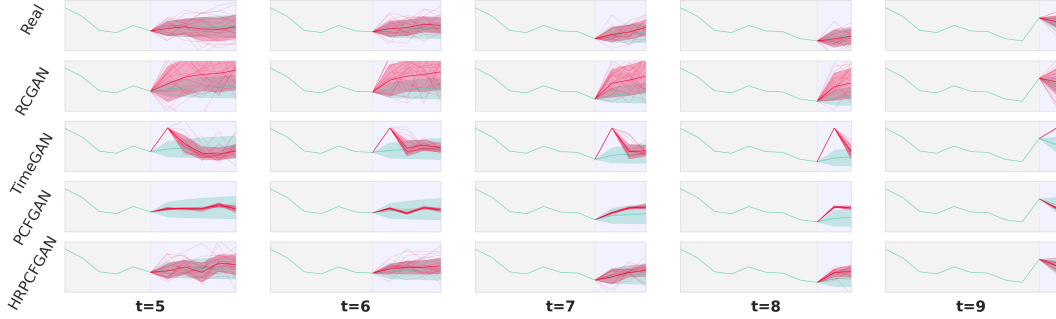 Real
RCGAN
TimeGAN
PCFGAN
HRPCFGAN
t=5 t=6 t=7 t=8 t=9